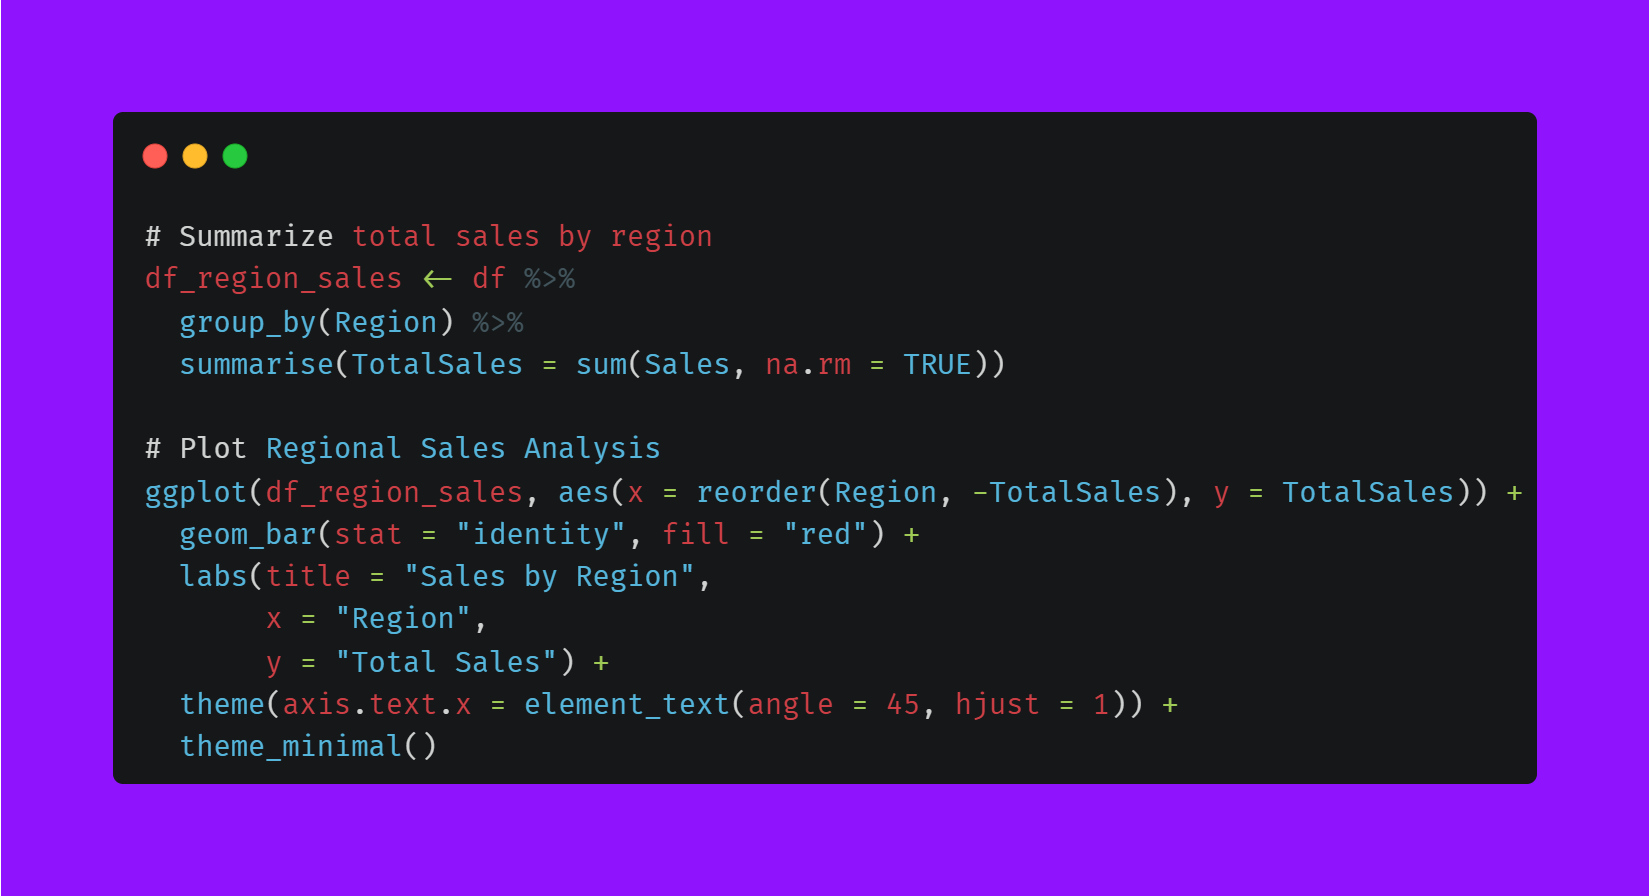 # Summarize total sales by region
df_region_sales <- df %>%
  group_by(Region) %>%
  summarise(TotalSales = sum(Sales, na.rm = TRUE))

# Plot Regional Sales Analysis
ggplot(df_region_sales, aes(x = reorder(Region, -TotalSales), y = TotalSales)) +
  geom_bar(stat = "identity", fill = "red") +
  labs(title = "Sales by Region",
       x = "Region",
       y = "Total Sales") +
  theme(axis.text.x = element_text(angle = 45, hjust = 1)) +
  theme_minimal()